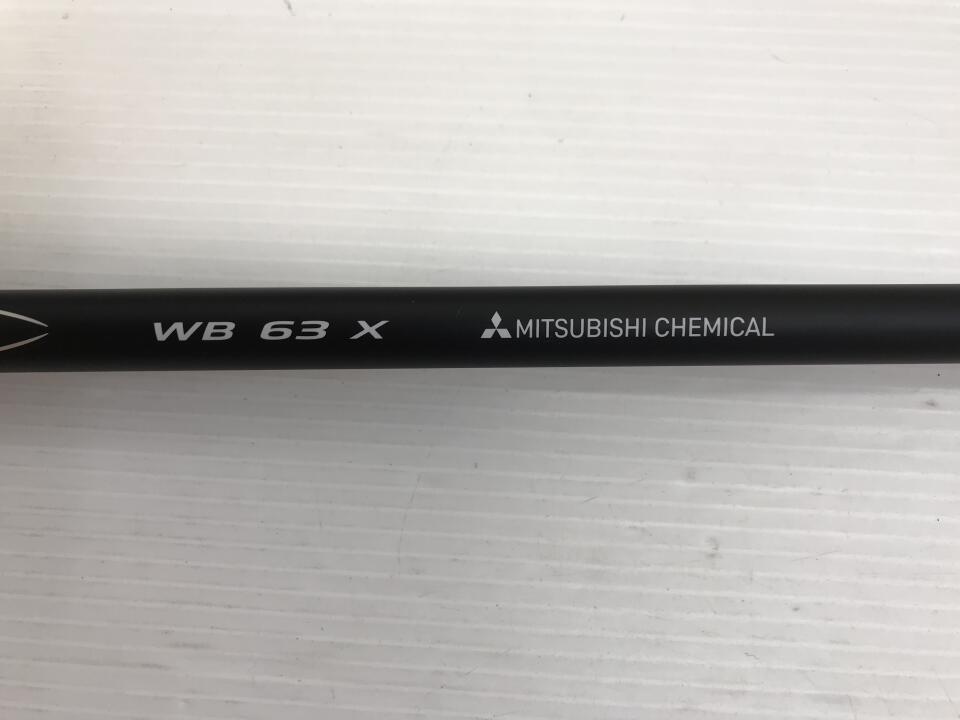 WB 63 X MITSUBISHI CHEMICAL